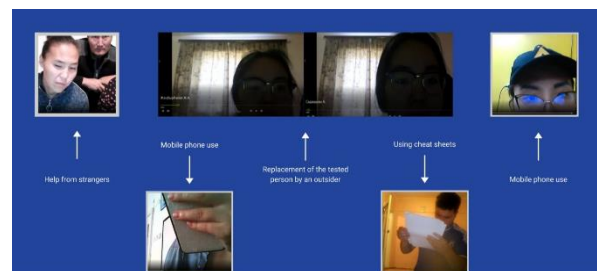 Mobile phone use
Using cheat sheets
Help from strangers
Replacement of the tested
person by an outsider
Mobile phone use